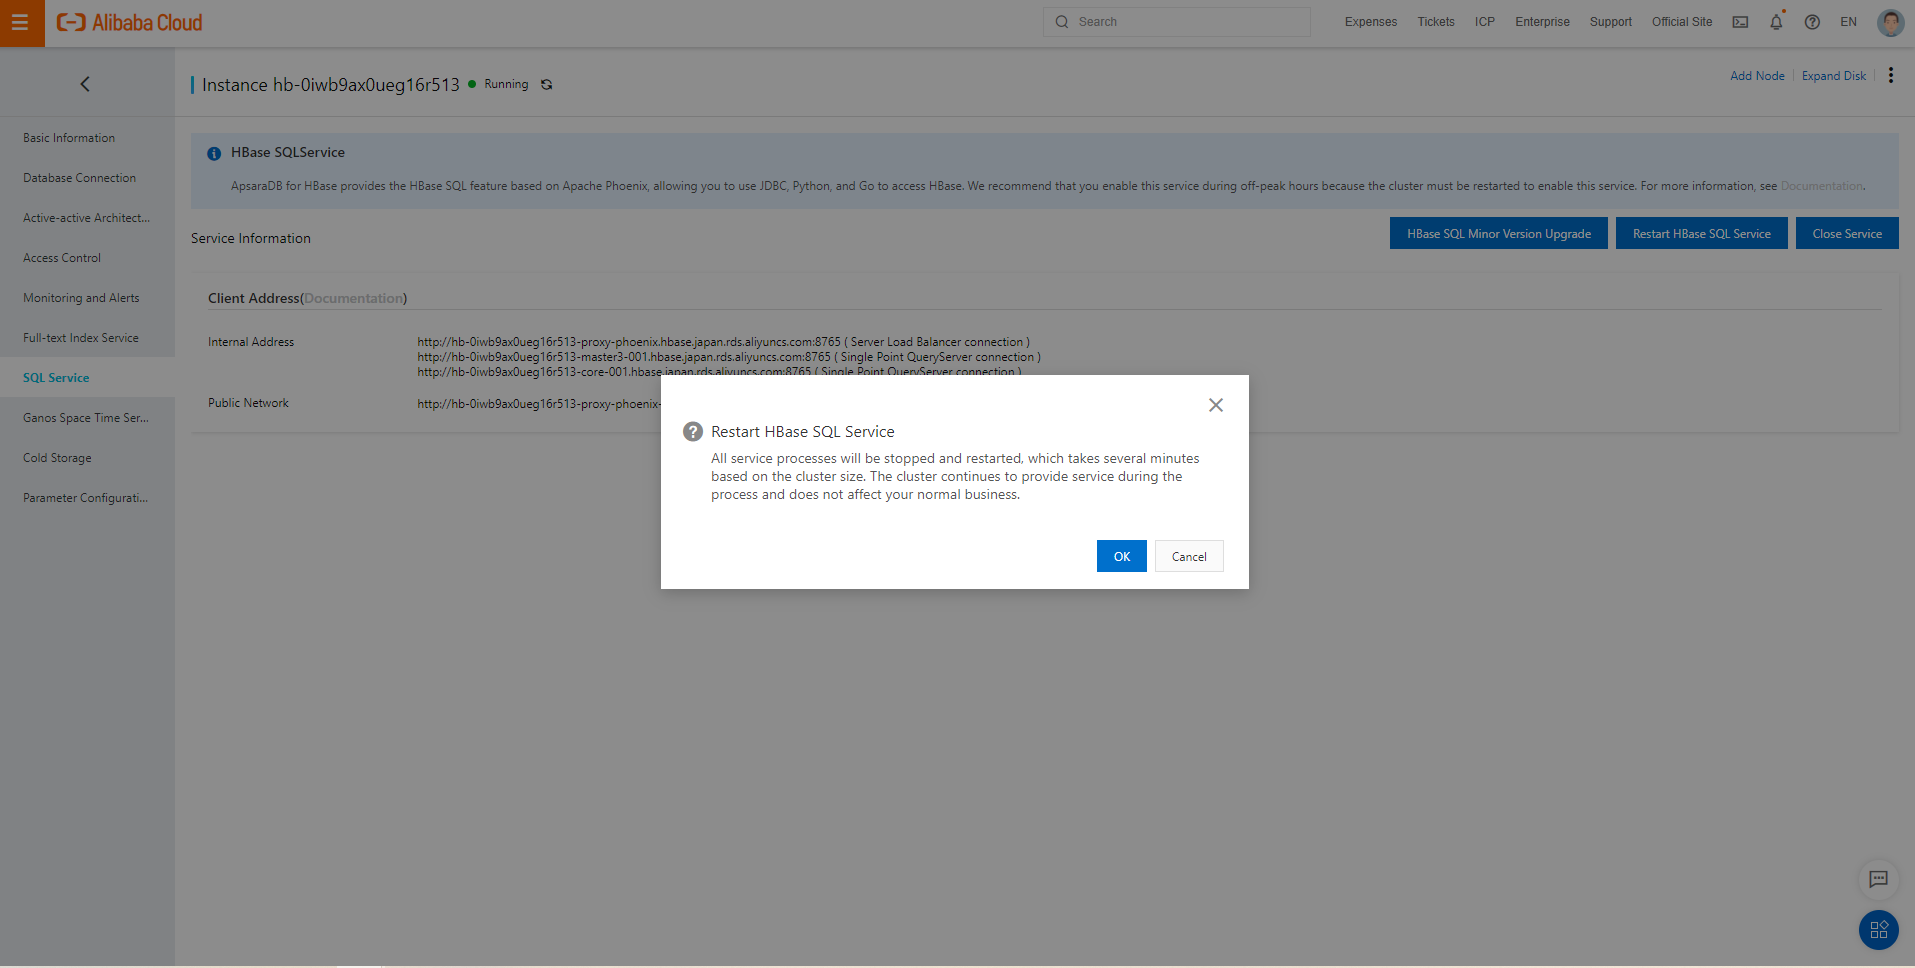 Alibaba Cloud
Search
Expenses
Tickets
ICP
Enterprise
Support
Official Site
EN
Instance hb-0iwb9ax0ueg16r513
Running
Add Node
Expand Disk
Basic Information
Database Connection
Active-active Architect...
Access Control
Monitoring and Alerts
Full-text Index Service
SQL Service
Ganos Space Time Ser...
Cold Storage
Parameter Configurati...
HBase SQLService
ApsaraDB for HBase provides the HBase SQL feature based on Apache Phoenix, allowing you to use JDBC, Python, and Go to access HBase. We recommend that you enable this service during off-peak hours because the cluster must be restarted to enable this service. For more information, see Documentation.
Service Information
HBase SQL Minor Version Upgrade
Restart HBase SQL Service
Close Service
Client Address(Documentation)
Internal Address
http://hb-0iwb9ax0ueg16r513-proxy-phoenix.hbase.japan.rds.aliyuncs.com:8765 ( Server Load Balancer connection )
http://hb-0iwb9ax0ueg16r513-master3-001.hbase.japan.rds.aliyuncs.com:8765 ( Single Point QueryServer connection )
http://hb-0iwb9ax0ueg16r513-core-001.hbase.japan.rds.aliyuncs.com:8765 ( Single Point QueryServer connection )
Public Network
http://hb-0iwb9ax0ueg16r513-proxy-phoenix-
Restart HBase SQL Service
All service processes will be stopped and restarted, which takes several minutes
based on the cluster size. The cluster continues to provide service during the
process and does not affect your normal business.
OK
Cancel